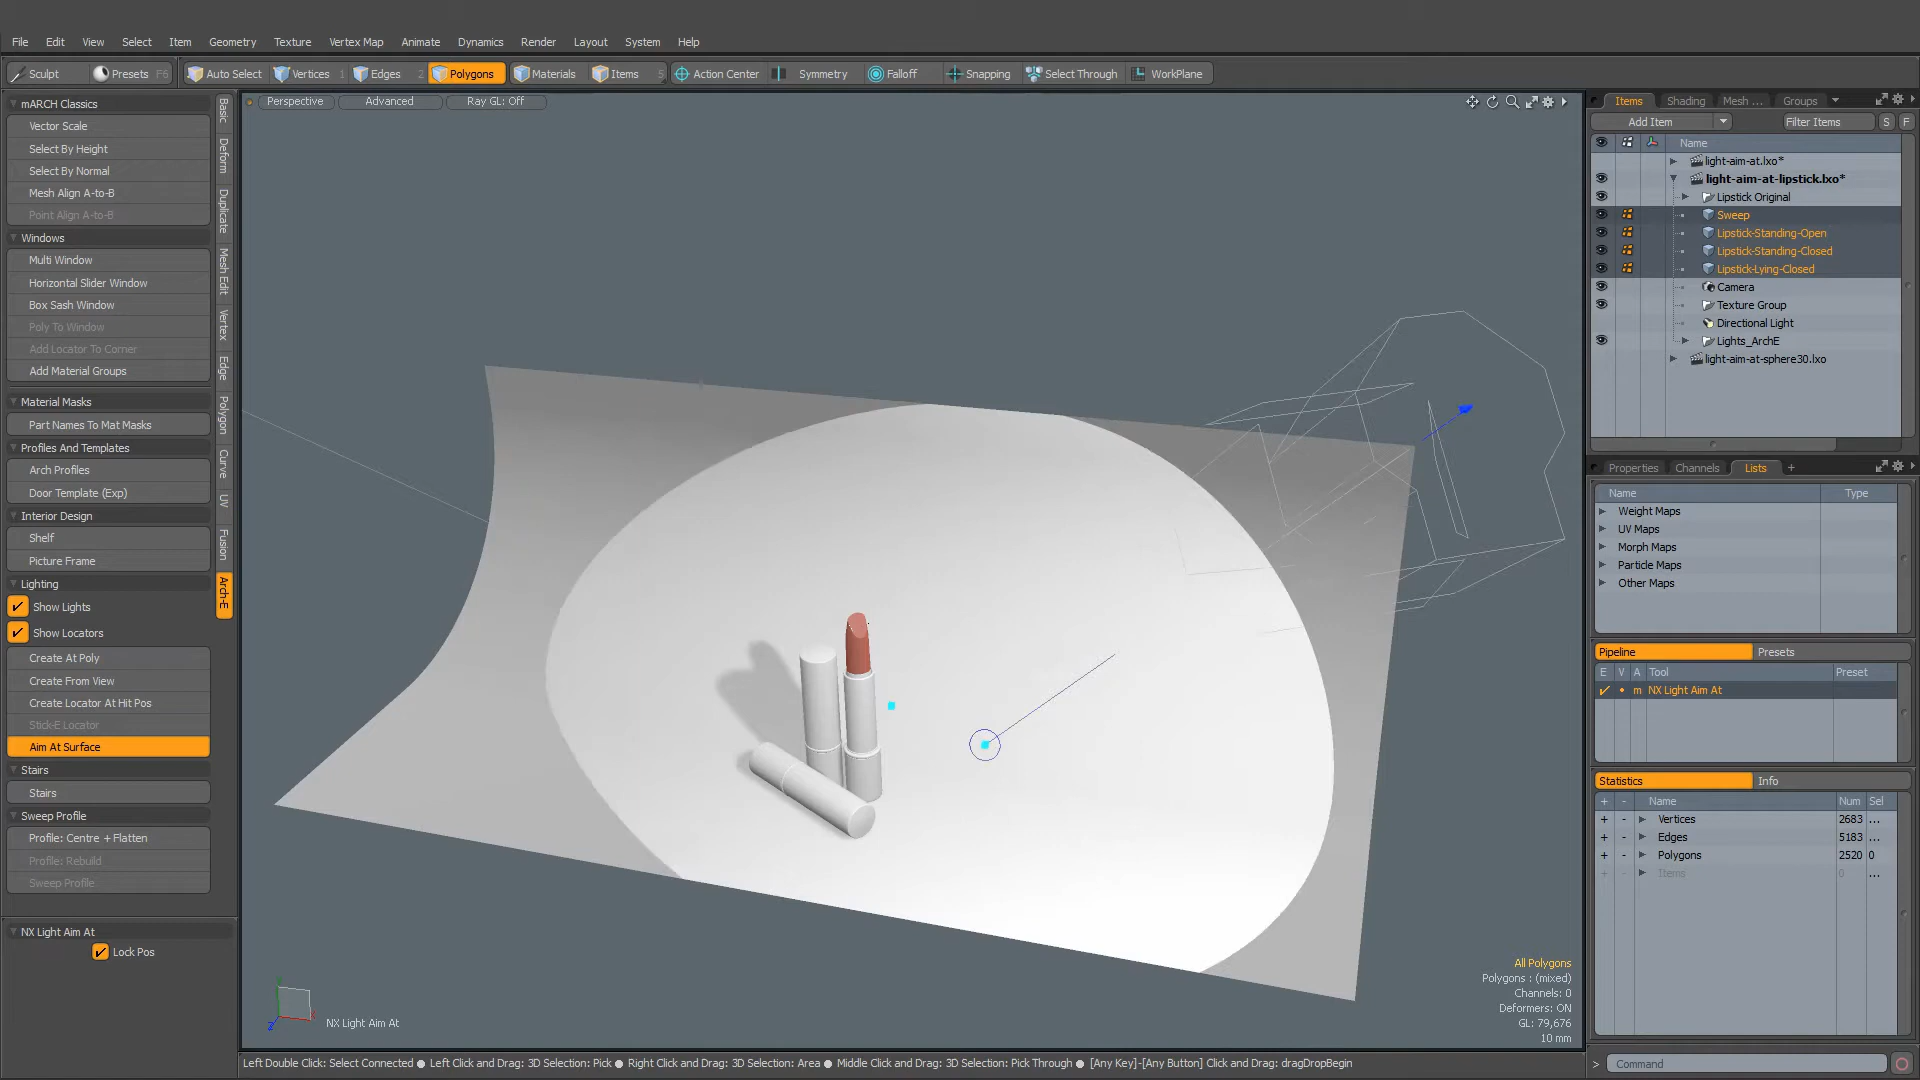 File Edit View Select Item Geometry Texture Vertex Map Animate Dynamics Render Layout System Help
Sculpt Presets F6 Auto Select Vertices 1 Edges 2 Polygons Materials Items 5 Action Center Symmetry Falloff Snapping Select Through WorkPlane
mARCH Classics
Vector Scale
Select By Height
Select By Normal
Mesh Align A-to-B
Point Align A-to-B
Windows
Multi Window
Horizontal Slider Window
Box Sash Window
Poly To Window
Add Locator To Corner
Add Material Groups
Material Masks
Part Names To Mat Masks
Profiles And Templates
Arch Profiles
Door Template (Exp)
Interior Design
Shelf
Picture Frame
Lighting
Show Lights
Show Locators
Create At Poly
Create From View
Create Locator At Hit Pos
Stick-E Locator
Aim At Surface
Stairs
Stairs
Sweep Profile
Profile: Centre + Flatten
Profile: Rebuild
Sweep Profile
NX Light Aim At
Lock Pos
Basic
Deform
Duplicate
Mesh Edit
Vertex
Edge
Polygon
Curve
UV
Fusion
Arch-E
Perspective Advanced Ray GL: Off
All Polygons
Polygons : (mixed)
Channels: 0
Deformers: ON
GL: 79,676
10 mm
X
Z
NX Light Aim At
Left Double Click: Select Connected ● Left Click and Drag: 3D Selection: Pick ● Right Click and Drag: 3D Selection: Area ● Middle Click and Drag: 3D Selection: Pick Through ● [Any Key]-[Any Button] Click and Drag: dragDropBegin
Items Shading Mesh ... Groups
Add Item Filter Items S F
Name
light-aim-at.lxo*
light-aim-at-lipstick.lxo*
Lipstick Original
Sweep
Lipstick-Standing-Open
Lipstick-Standing-Closed
Lipstick-Lying-Closed
Camera
Texture Group
Directional Light
Lights_ArchE
light-aim-at-sphere30.lxo
Properties Channels Lists +
Name Type
Weight Maps
UV Maps
Morph Maps
Particle Maps
Other Maps
Pipeline Presets
E V A Tool Preset
m NX Light Aim At
Statistics Info
+ - Name Num Sel
+ - Vertices 2683 ...
+ - Edges 5183 ...
+ - Polygons 2520 0
+ - Items 0 ...
> Command